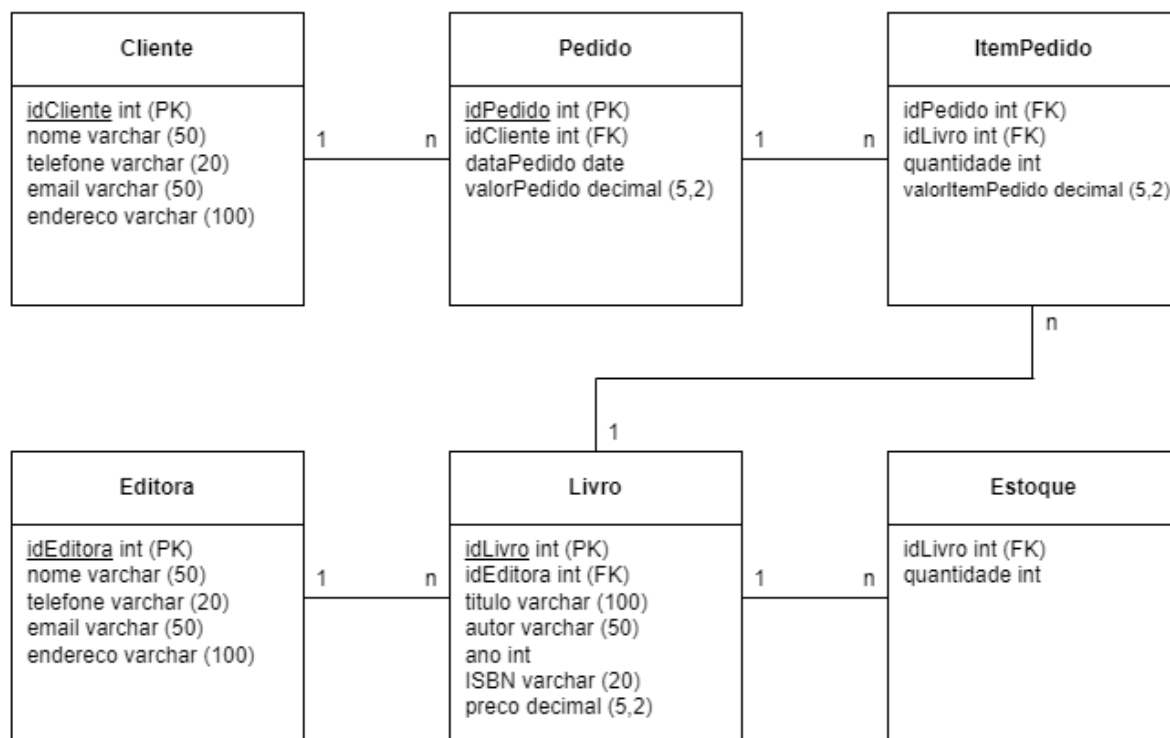 Cliente
idCliente int (PK)
nome varchar (50)
telefone varchar (20)
email varchar (50)
endereco varchar (100)
1
n
Pedido
idPedido int (PK)
idCliente int (FK)
dataPedido date
valorPedido decimal (5,2)
1
n
ItemPedido
idPedido int (FK)
idLivro int (FK)
quantidade int
valorItemPedido decimal (5,2)
n
1
Editora
idEditora int (PK)
nome varchar (50)
telefone varchar (20)
email varchar (50)
endereco varchar (100)
1
n
Livro
idLivro int (PK)
idEditora int (FK)
titulo varchar (100)
autor varchar (50)
ano int
ISBN varchar (20)
preco decimal (5,2)
1
n
Estoque
idLivro int (FK)
quantidade int